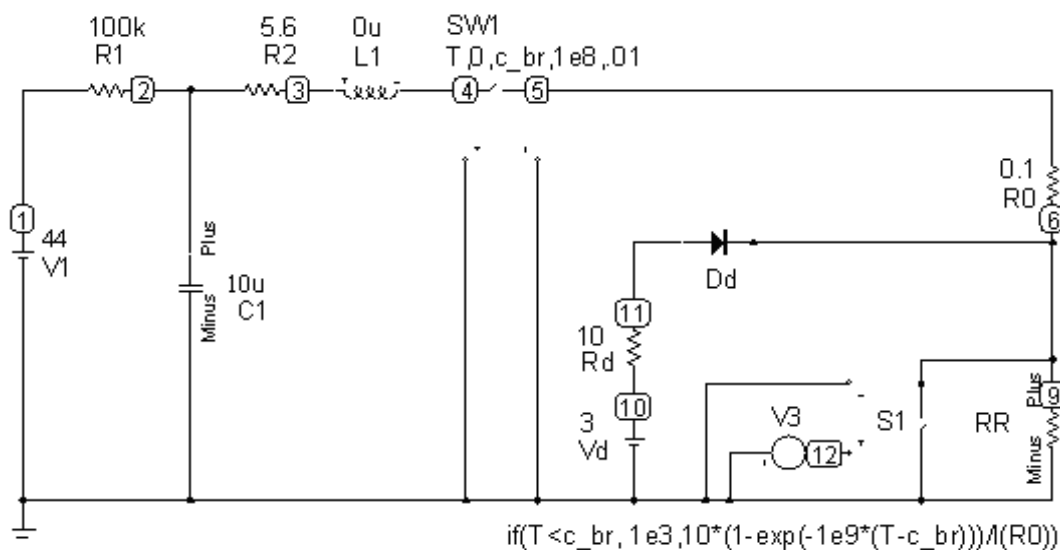 100k
R1
5.6
R2
0u
L1
SW1
T,0,c_br,1e8,.01
2
3
4
5
0.1
R0
6
1
44
V1
Plus
10u
C1
Minus
Dd
11
10
Rd
10
3
Vd
V3
12
S1
RR
Plus
9
Minus
if(T<c_br, 1e3,10*(1-exp(-1e9*(T-c_br)))/I(R0))